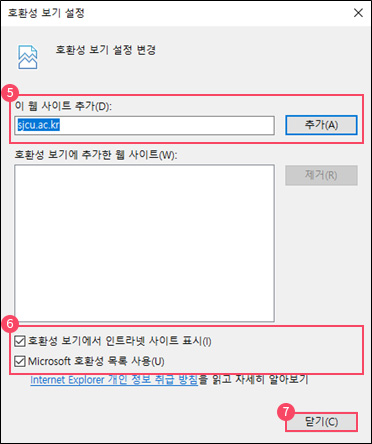 호환성 보기 설정
호환성 보기 설정 변경
5
이 웹 사이트 추가(D):
sjcu.ac.kr
추가(A)
호환성 보기에 추가한 웹 사이트(W):
제거(R)
6
호환성 보기에서 인트라넷 사이트 표시(I)
Microsoft 호환성 목록 사용(U)
Internet Explorer 개인 정보 취급 방침을 읽고 자세히 알아보기
7
닫기(C)